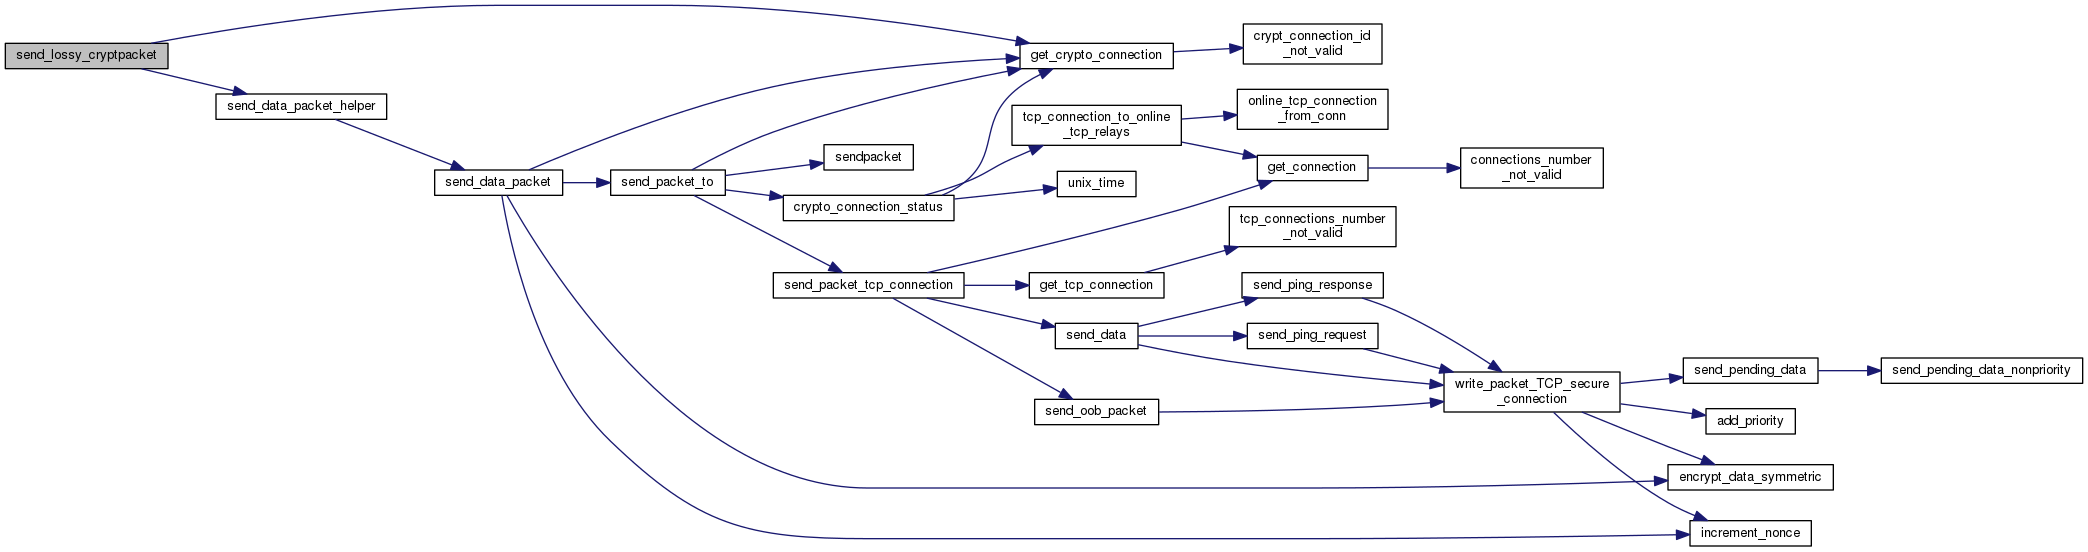 send_lossy_cryptpacket
send_data_packet_helper
send_data_packet
send_packet_to
sendpacket
crypto_connection_status
send_packet_tcp_connection
get_crypto_connection
tcp_connection_to_online
_tcp_relays
unix_time
get_tcp_connection
send_data
send_oob_packet
crypt_connection_id
_not_valid
online_tcp_connection
_from_conn
get_connection
tcp_connections_number
_not_valid
send_ping_response
send_ping_request
connections_number
_not_valid
write_packet_TCP_secure
_connection
send_pending_data
add_priority
encrypt_data_symmetric
increment_nonce
send_pending_data_nonpriority